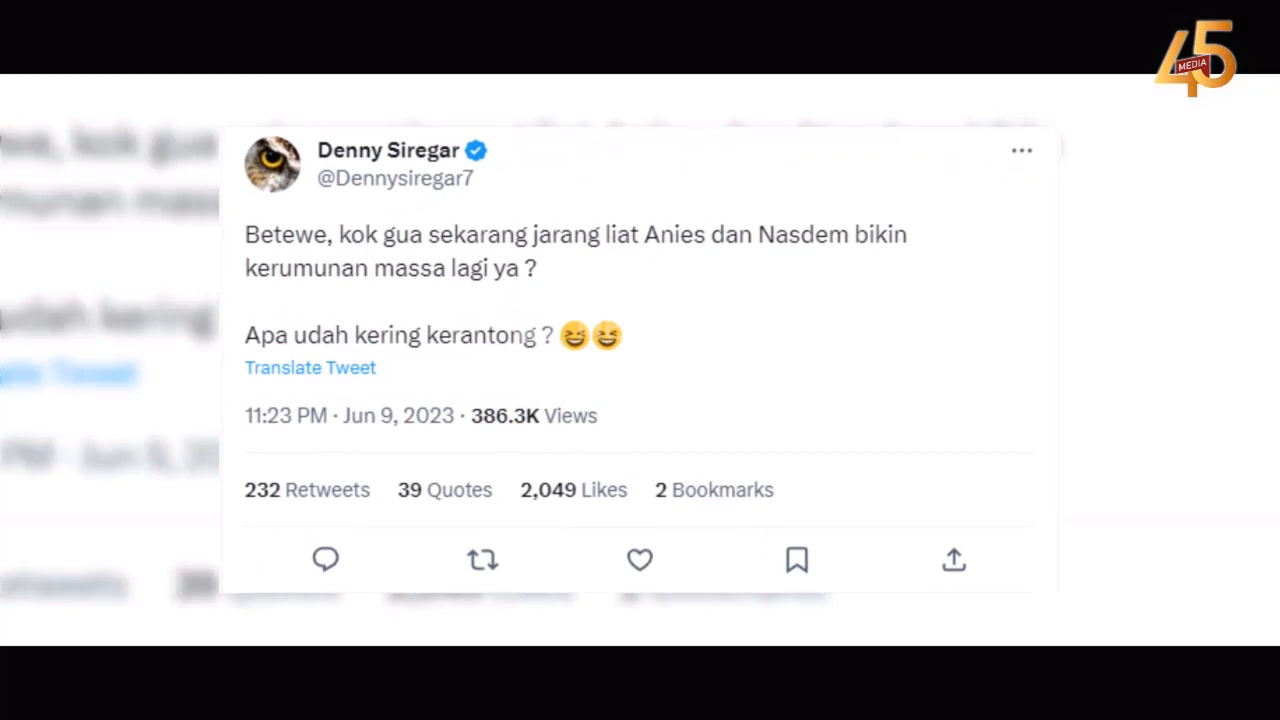 45
MEDIA
Denny Siregar
@Dennysiregar7
Betewe, kok gua sekarang jarang liat Anies dan Nasdem bikin
kerumunan massa lagi ya ?
Apa udah kering kerantong ? 😆😆
Translate Tweet
11:23 PM · Jun 9, 2023 · 386.3K Views
232 Retweets 39 Quotes 2,049 Likes 2 Bookmarks